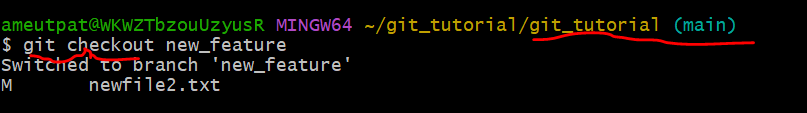 ameutpat@WKWZTbzouUzyusR MINGW64 ~/git_tutorial/git_tutorial (main)
$ git checkout new_feature
Switched to branch 'new_feature'
M       newfile2.txt